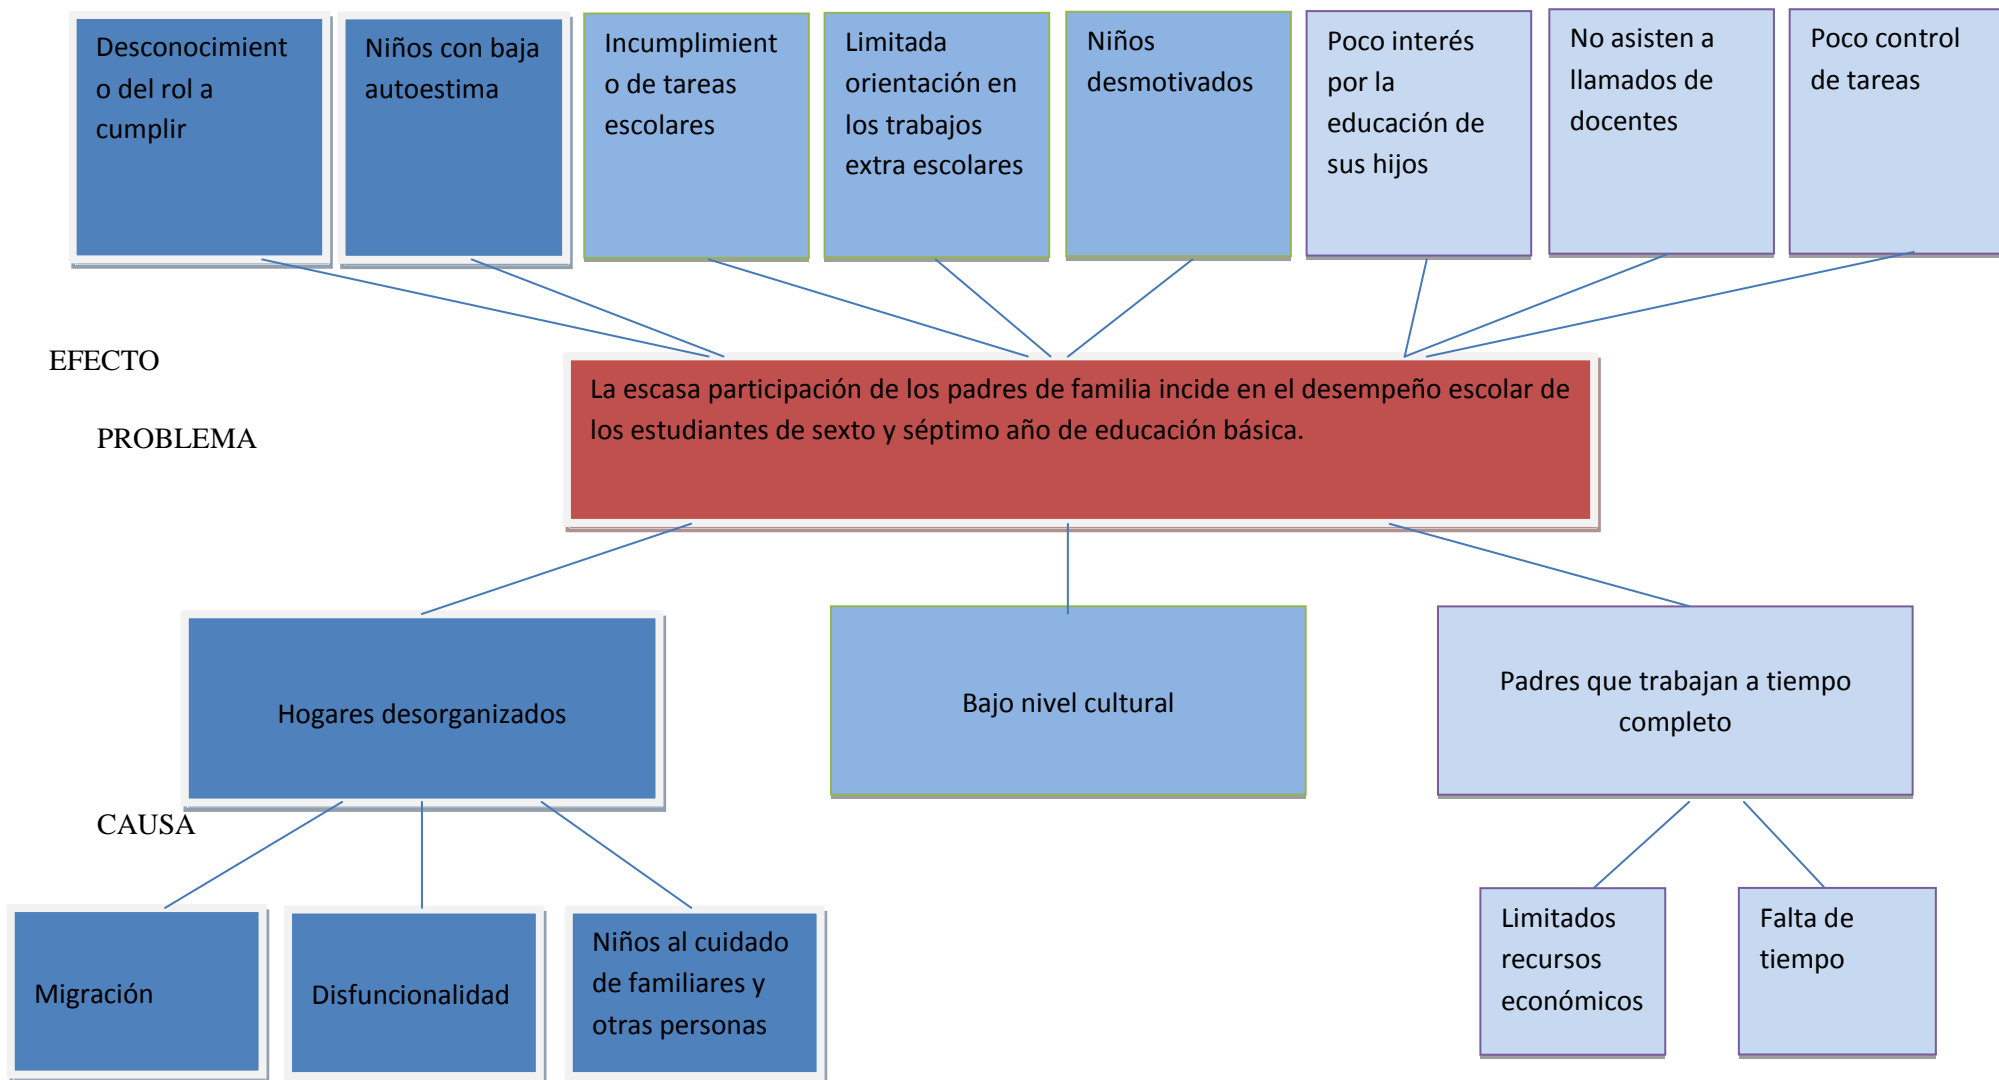 Desconocimient
o del rol a
cumplir
Niños con baja
autoestima
Incumplimient
o de tareas
escolares
Limitada
orientación en
los trabajos
extra escolares
Niños
desmotivados
Poco interés
por la
educación de
sus hijos
No asisten a
llamados de
docentes
Poco control
de tareas
EFECTO
PROBLEMA
La escasa participación de los padres de familia incide en el desempeño escolar de
los estudiantes de sexto y séptimo año de educación básica.
Hogares desorganizados
Bajo nivel cultural
Padres que trabajan a tiempo
completo
CAUSA
Migración
Disfuncionalidad
Niños al cuidado
de familiares y
otras personas
Limitados
recursos
económicos
Falta de
tiempo